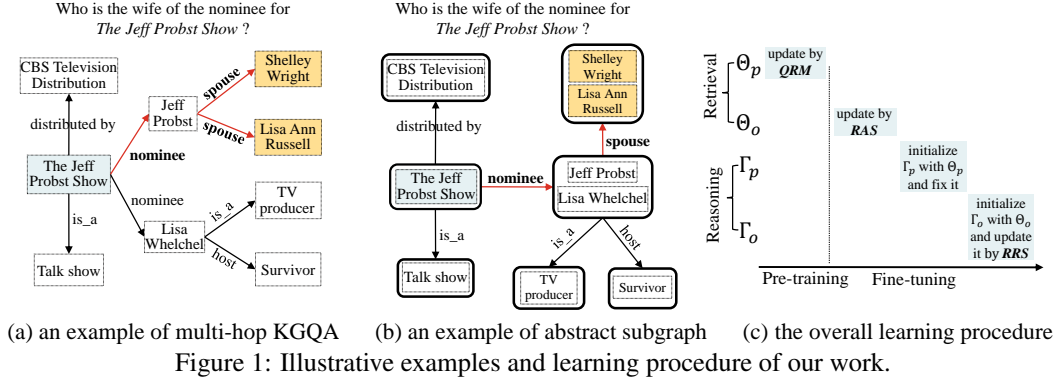 Who is the wife of the nominee for
The Jeff Probst Show ?
CBS Television
Distribution
Shelley
Wright
Jeff
Probst
spouse
spouse
Lisa Ann
Russell
distributed by
nominee
The Jeff
Probst Show
nominee
TV
producer
is_a
is_a
Lisa
Whelchel
host
Talk show
Survivor
(a) an example of multi-hop KGQA
Who is the wife of the nominee for
The Jeff Probst Show ?
CBS Television
Distribution
Shelley
Wright
Lisa Ann
Russell
distributed by
spouse
The Jeff
Probst Show
nominee
Jeff Probst
Lisa Whelchel
is_a
is_a
host
Talk show
TV
producer
Survivor
(b) an example of abstract subgraph
Retrieval
Θp
update by
QRM
Θo
update by
RAS
Reasoning
Γp
initialize
Γp with Θp
and fix it
Γo
initialize
Γo with Θo
and update
it by RRS
Pre-training
Fine-tuning
(c) the overall learning procedure
Figure 1: Illustrative examples and learning procedure of our work.